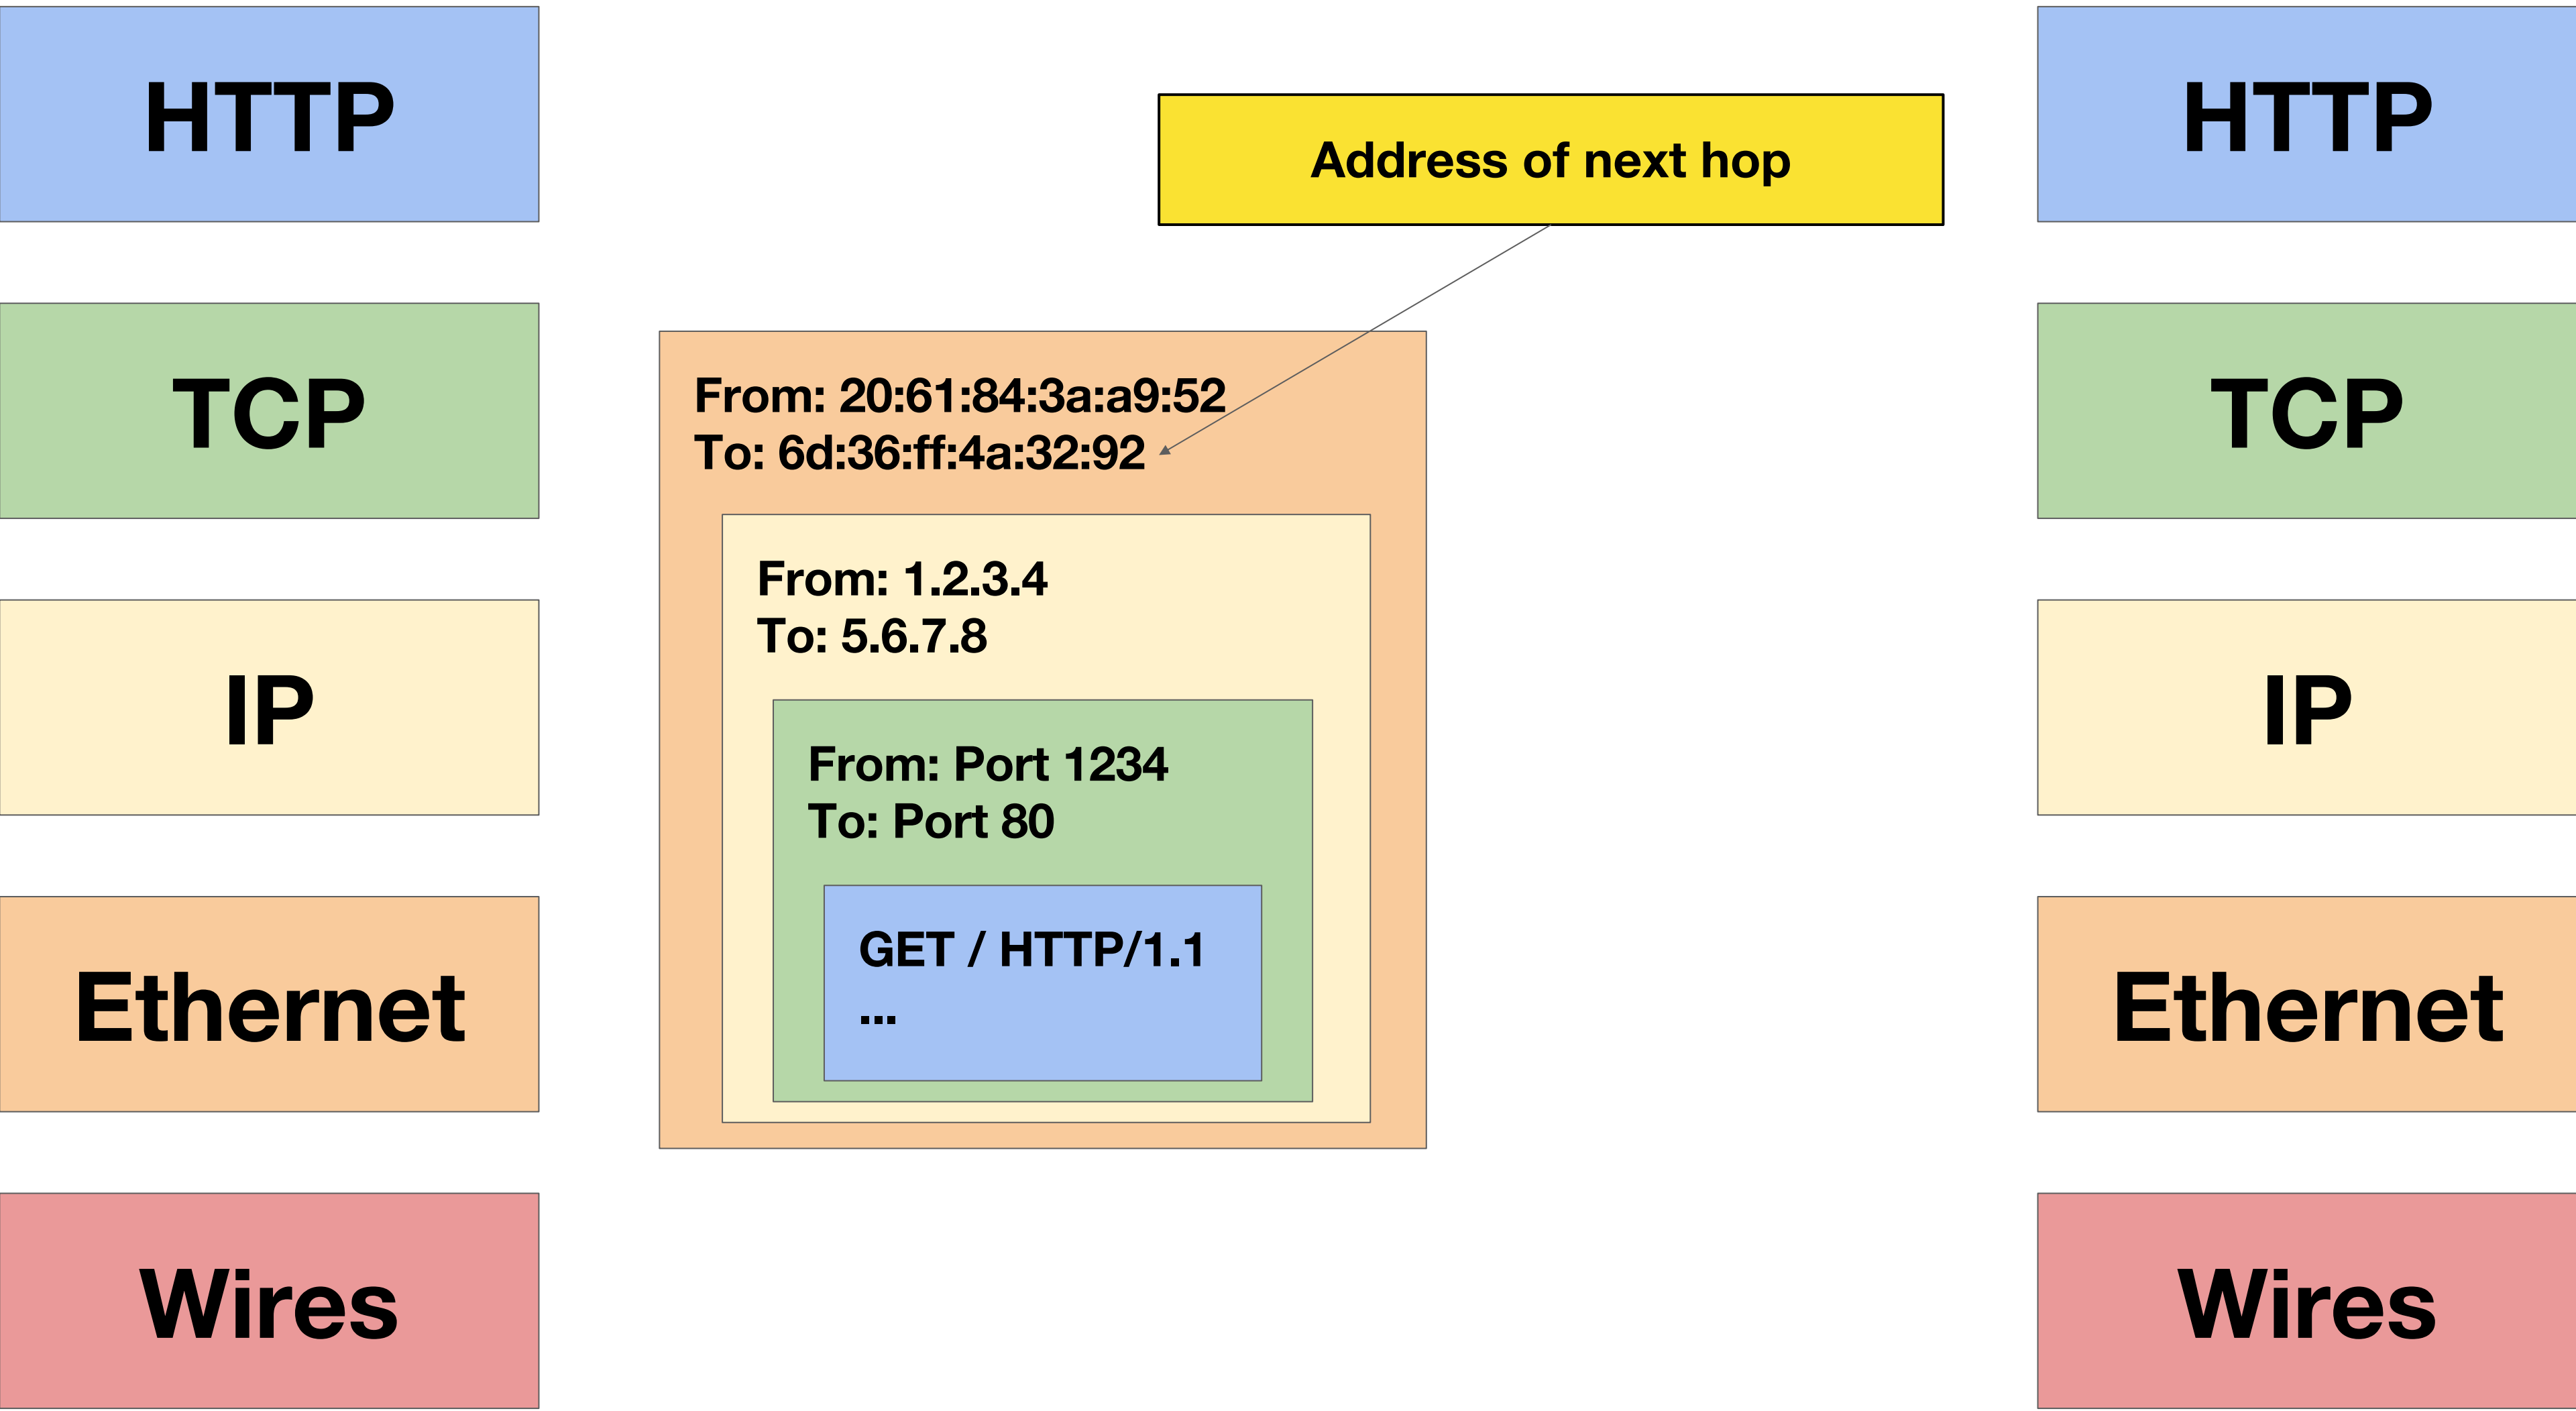 HTTP
TCP
IP
Ethernet
Wires
Address of next hop
From: 20:61:84:3a:a9:52
To: 6d:36:ff:4a:32:92
From: 1.2.3.4
To: 5.6.7.8
From: Port 1234
To: Port 80
GET / HTTP/1.1
...
HTTP
TCP
IP
Ethernet
Wires